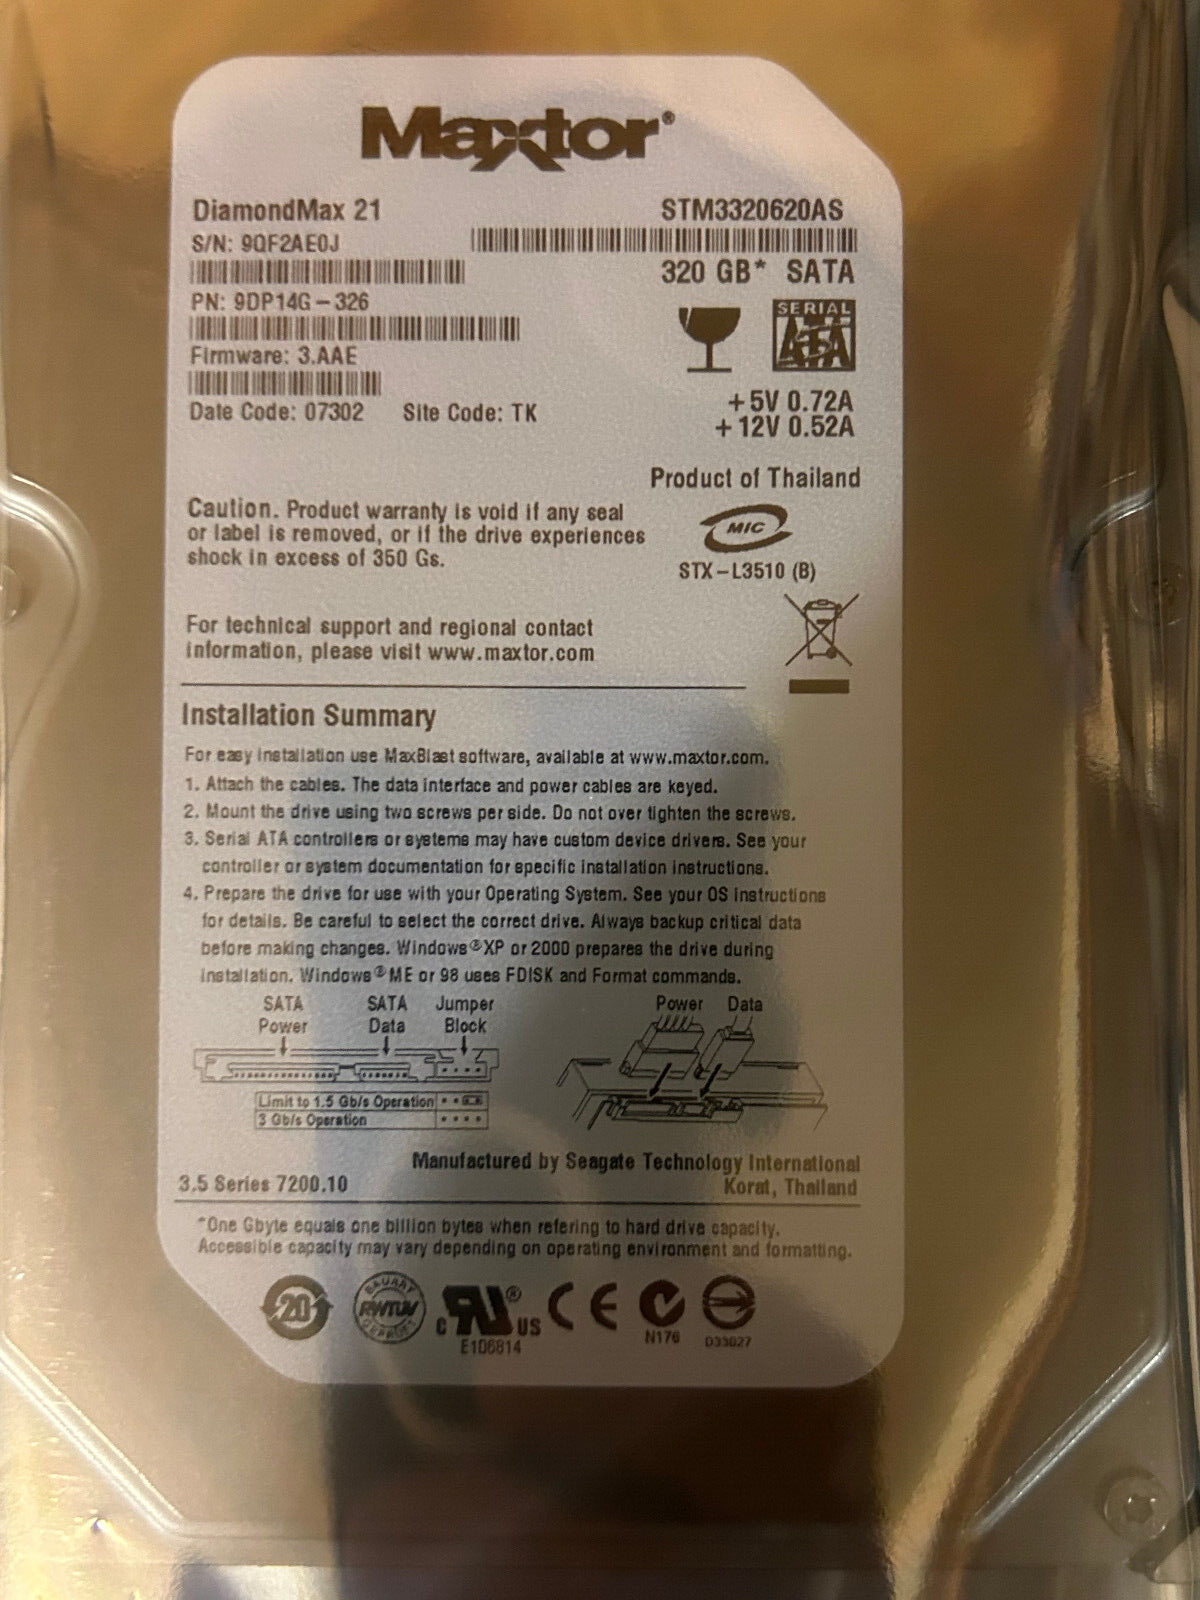 Maxtor®
DiamondMax 21
STM3320620AS
S/N: 9QF2AE0J
320 GB* SATA
PN: 9DP14G-326
SERIAL
ATA
Firmware: 3.AAE
+5V 0.72A
Date Code: 07302 Site Code: TK
+12V 0.52A
Product of Thailand
Caution. Product warranty is void if any seal
or label is removed, or if the drive experiences
shock in excess of 350 Gs.
MIC
STX-L3510 (B)
For technical support and regional contact
information, please visit www.maxtor.com
Installation Summary
For easy installation use MaxBlast software, available at www.maxtor.com.
1. Attach the cables. The data interface and power cables are keyed.
2. Mount the drive using two screws per side. Do not over tighten the screws.
3. Serial ATA controllers or systems may have custom device drivers. See your
controller or system documentation for specific installation instructions.
4. Prepare the drive for use with your Operating System. See your OS instructions
for details. Be careful to select the correct drive. Always backup critical data
before making changes. Windows®XP or 2000 prepares the drive during
installation. Windows®ME or 98 uses FDISK and Format commands.
SATA Power
SATA Data
Jumper Block
Power Data
Limit to 1.5 Gb/s Operation
3 Gb/s Operation
Manufactured by Seagate Technology International
3.5 Series 7200.10
Korat, Thailand
*One Gbyte equals one billion bytes when refering to hard drive capacity.
Accessible capacity may vary depending on operating environment and formatting.
20
BAUART
RWTUV
GEPRÜFT
c RU® US
E106814
CE
N176
D33027